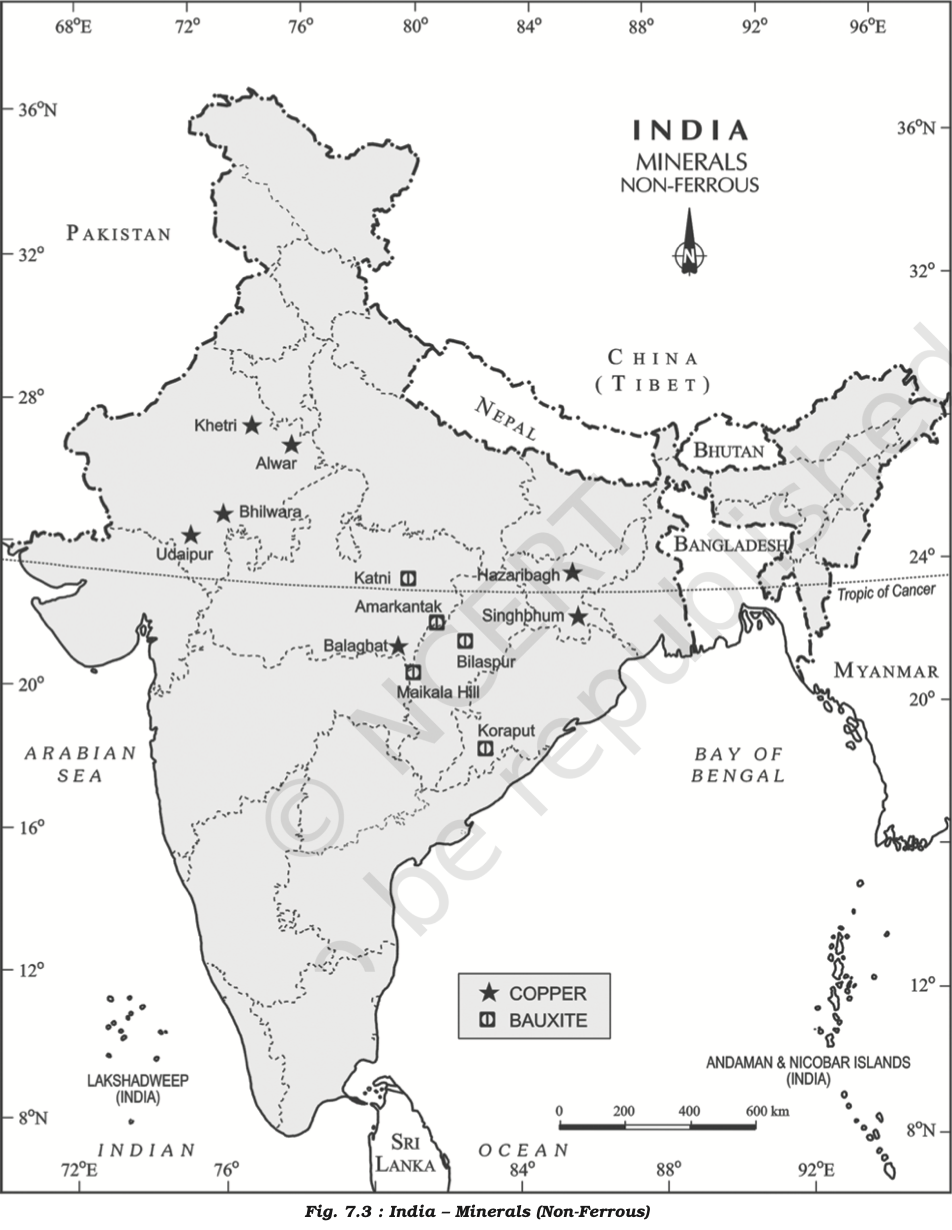 68°E 72° 76° 80° 84° 88° 92° 96°E
36°N
36°N
INDIA
MINERALS
NON-FERROUS
N
PAKISTAN
32°
32°
CHINA
(TIBET)
28°
NEPAL
BHUTAN
Khetri
Alwar
Bhilwara
Udaipur
BANGLADESH
24°
Tropic of Cancer
Katni
Hazaribagh
Amarkantak
Singhbhum
Balaghat
Bilaspur
Maikala Hill
MYANMAR
20°
20°
Koraput
ARABIAN
SEA
BAY OF
BENGAL
16°
12°
12°
COPPER
BAUXITE
LAKSHADWEEP
(INDIA)
ANDAMAN & NICOBAR ISLANDS
(INDIA)
0 200 400 600 km
8°N
8°N
INDIAN
OCEAN
SRI
LANKA
72°E 76° 84° 88° 92°E
© NCERT
be republished
Fig. 7.3 : India – Minerals (Non-Ferrous)